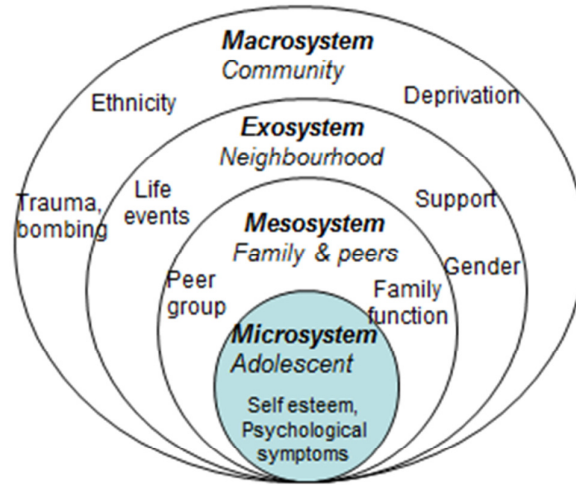 Macrosystem
Community
Ethnicity
Deprivation
Exosystem
Neighbourhood
Trauma,
bombing
Life
events
Support
Mesosystem
Family & peers
Gender
Peer
group
Family
function
Microsystem
Adolescent
Self esteem,
Psychological
symptoms